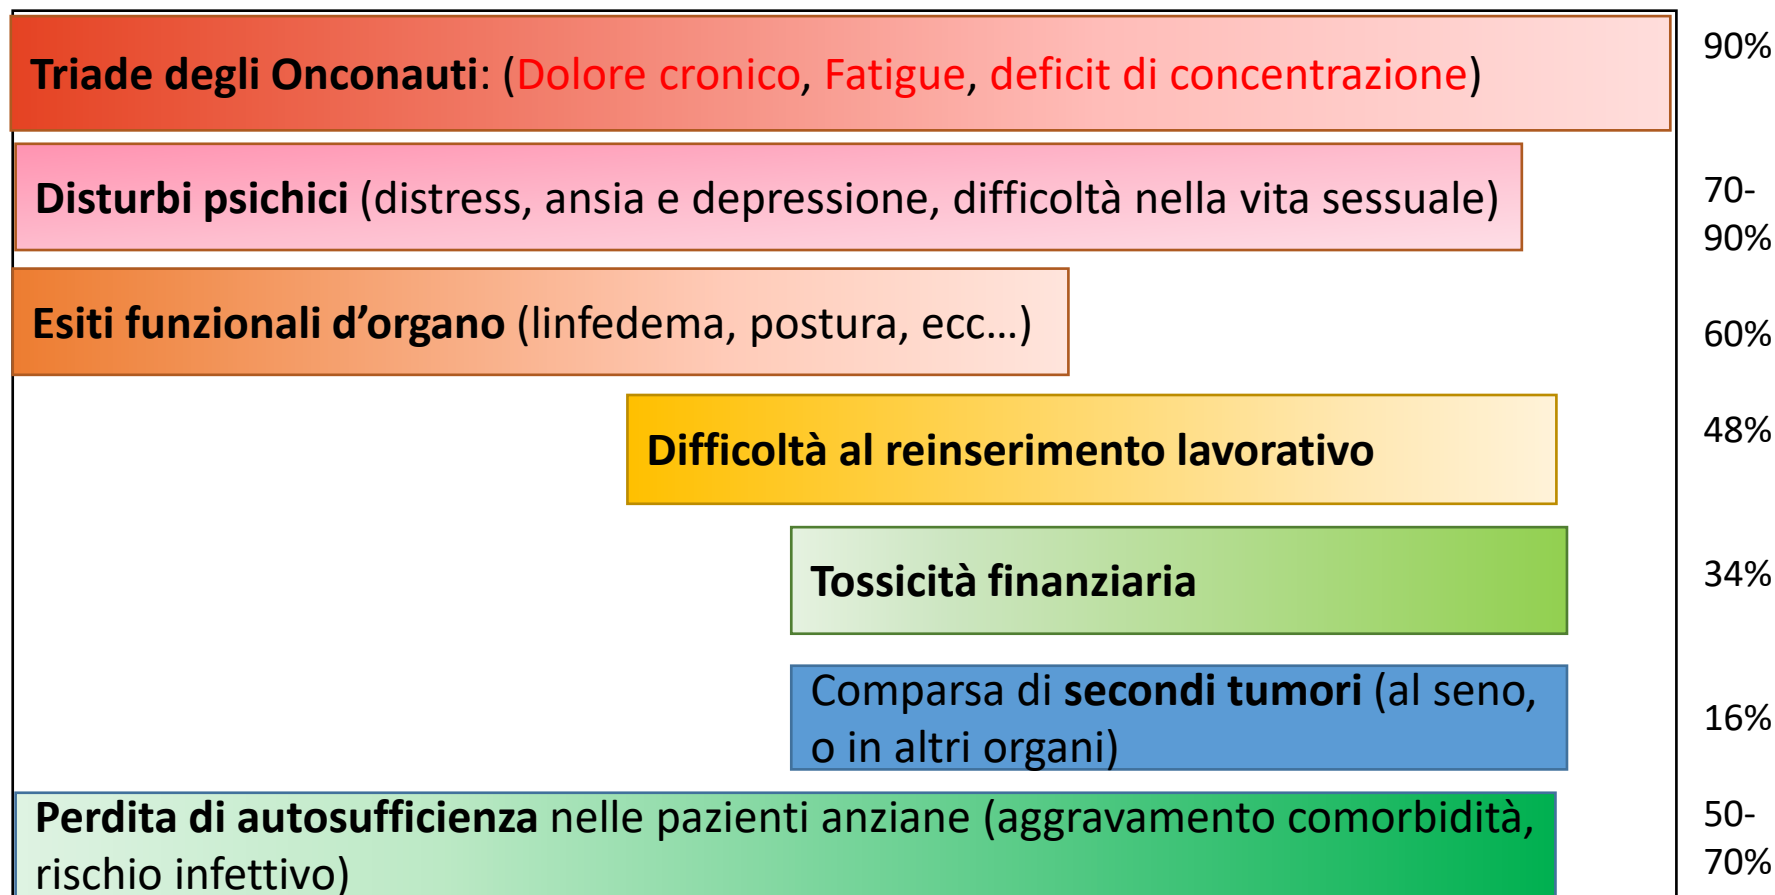 Triade degli Onconauti: (Dolore cronico, Fatigue, deficit di concentrazione)
90%
Disturbi psichici (distress, ansia e depressione, difficoltà nella vita sessuale)
70-
90%
Esiti funzionali d’organo (linfedema, postura, ecc…)
60%
Difficoltà al reinserimento lavorativo
48%
Tossicità finanziaria
34%
Comparsa di secondi tumori (al seno,
o in altri organi)
16%
Perdita di autosufficienza nelle pazienti anziane (aggravamento comorbidità,
rischio infettivo)
50-
70%